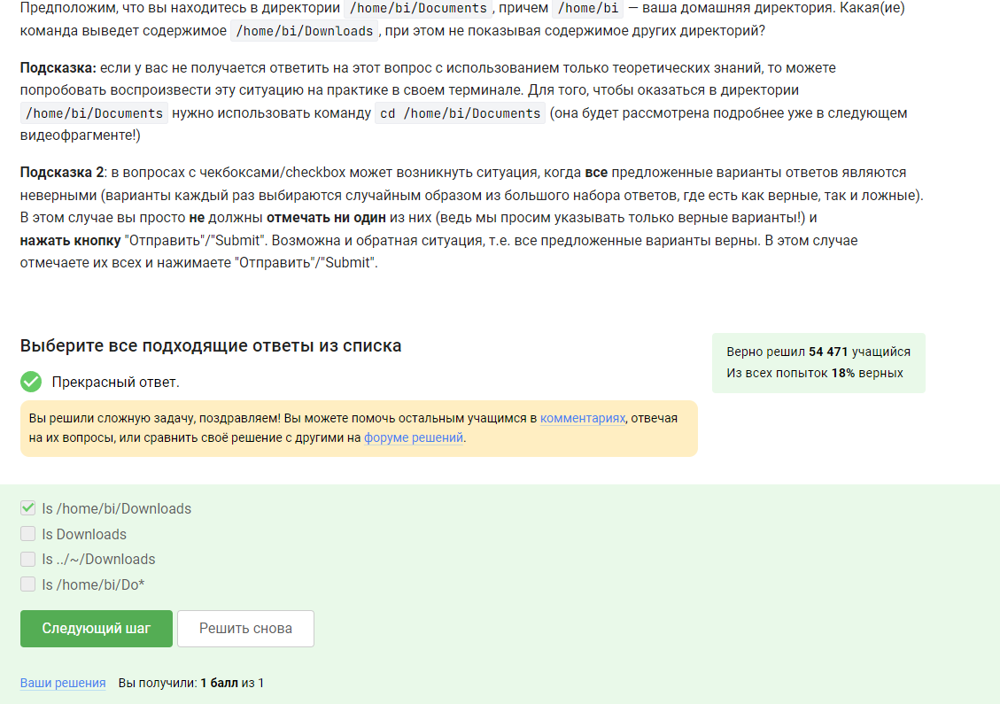 Предположим, что вы находитесь в директории /home/bi/Documents, причем /home/bi — ваша домашняя директория. Какая(ие)
команда выведет содержимое /home/bi/Downloads, при этом не показывая содержимое других директорий?
Подсказка: если у вас не получается ответить на этот вопрос с использованием только теоретических знаний, то можете
попробовать воспроизвести эту ситуацию на практике в своем терминале. Для того, чтобы оказаться в директории
/home/bi/Documents нужно использовать команду cd /home/bi/Documents (она будет рассмотрена подробнее уже в следующем
видеофрагменте!)
Подсказка 2: в вопросах с чекбоксами/checkbox может возникнуть ситуация, когда все предложенные варианты ответов являются
неверными (варианты каждый раз выбираются случайным образом из большого набора ответов, где есть как верные, так и ложные).
В этом случае вы просто не должны отмечать ни один из них (ведь мы просим указывать только верные варианты!) и
нажать кнопку "Отправить"/"Submit". Возможна и обратная ситуация, т.е. все предложенные варианты верны. В этом случае
отмечаете их всех и нажимаете "Отправить"/"Submit".
Выберите все подходящие ответы из списка
Верно решил 54 471 учащийся
Из всех попыток 18% верных
Прекрасный ответ.
Вы решили сложную задачу, поздравляем! Вы можете помочь остальным учащимся в комментариях, отвечая
на их вопросы, или сравнить своё решение с другими на форуме решений.
ls /home/bi/Downloads
ls Downloads
ls ../~/Downloads
ls /home/bi/Do*
Следующий шаг
Решить снова
Ваши решения Вы получили: 1 балл из 1